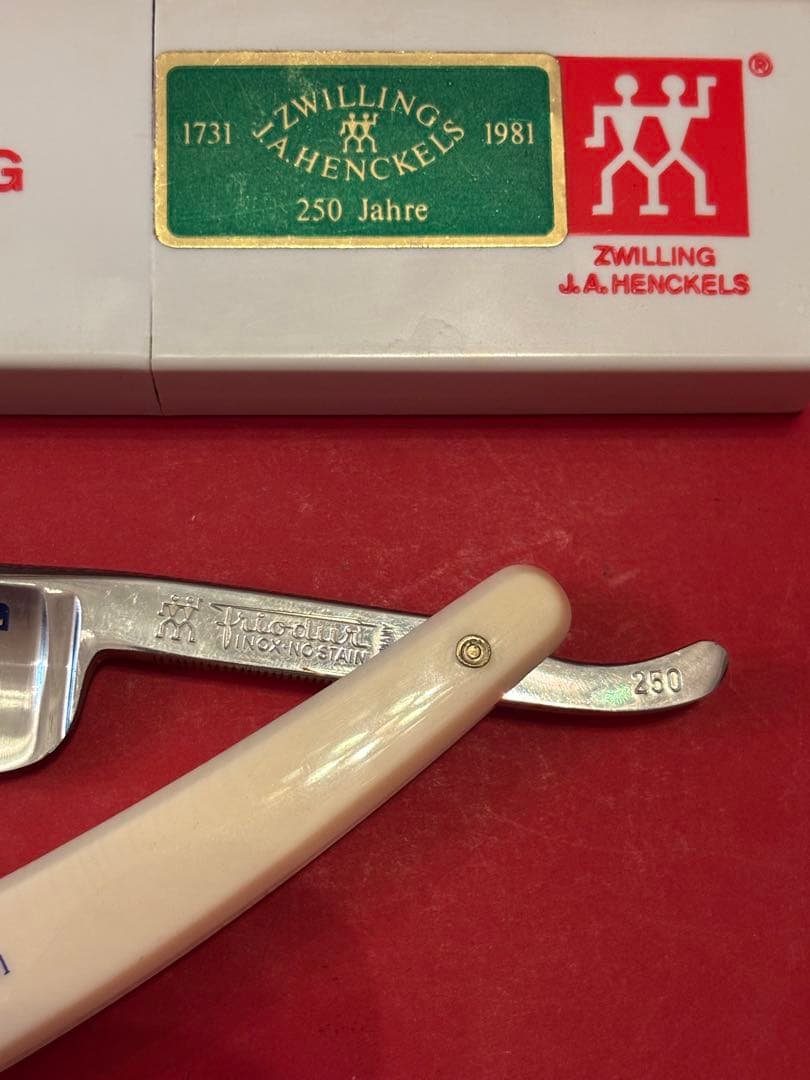 G
1731
ZWILLING
J.A.HENCKELS
1981
250 Jahre
®
ZWILLING
J.A.HENCKELS
friodur
INOX-NO STAIN
250